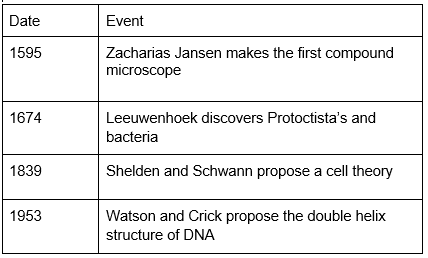 Date Event
1595 Zacharias Jansen makes the first compound
microscope
1674 Leeuwenhoek discovers Protoctista's and
bacteria
1839 Shelden and Schwann propose a cell theory
1953 Watson and Crick propose the double helix
structure of DNA